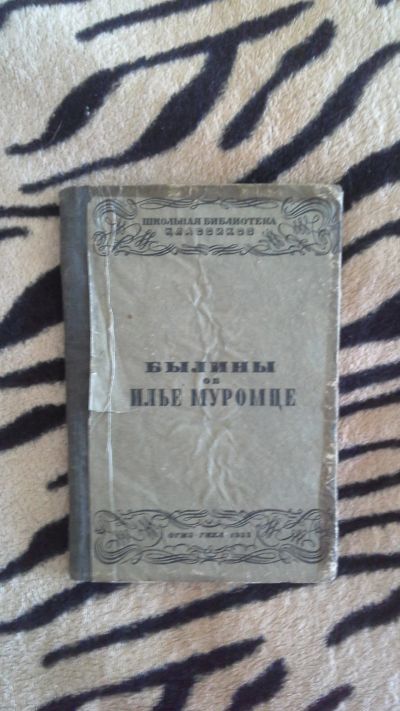 ШКОЛЬНАЯ БИБЛИОТЕКА
КЛАССИКОВ
БЫЛИНЫ
ОБ
ИЛЬЕ МУРОМЦЕ
ОГИЗ ГИХЛ